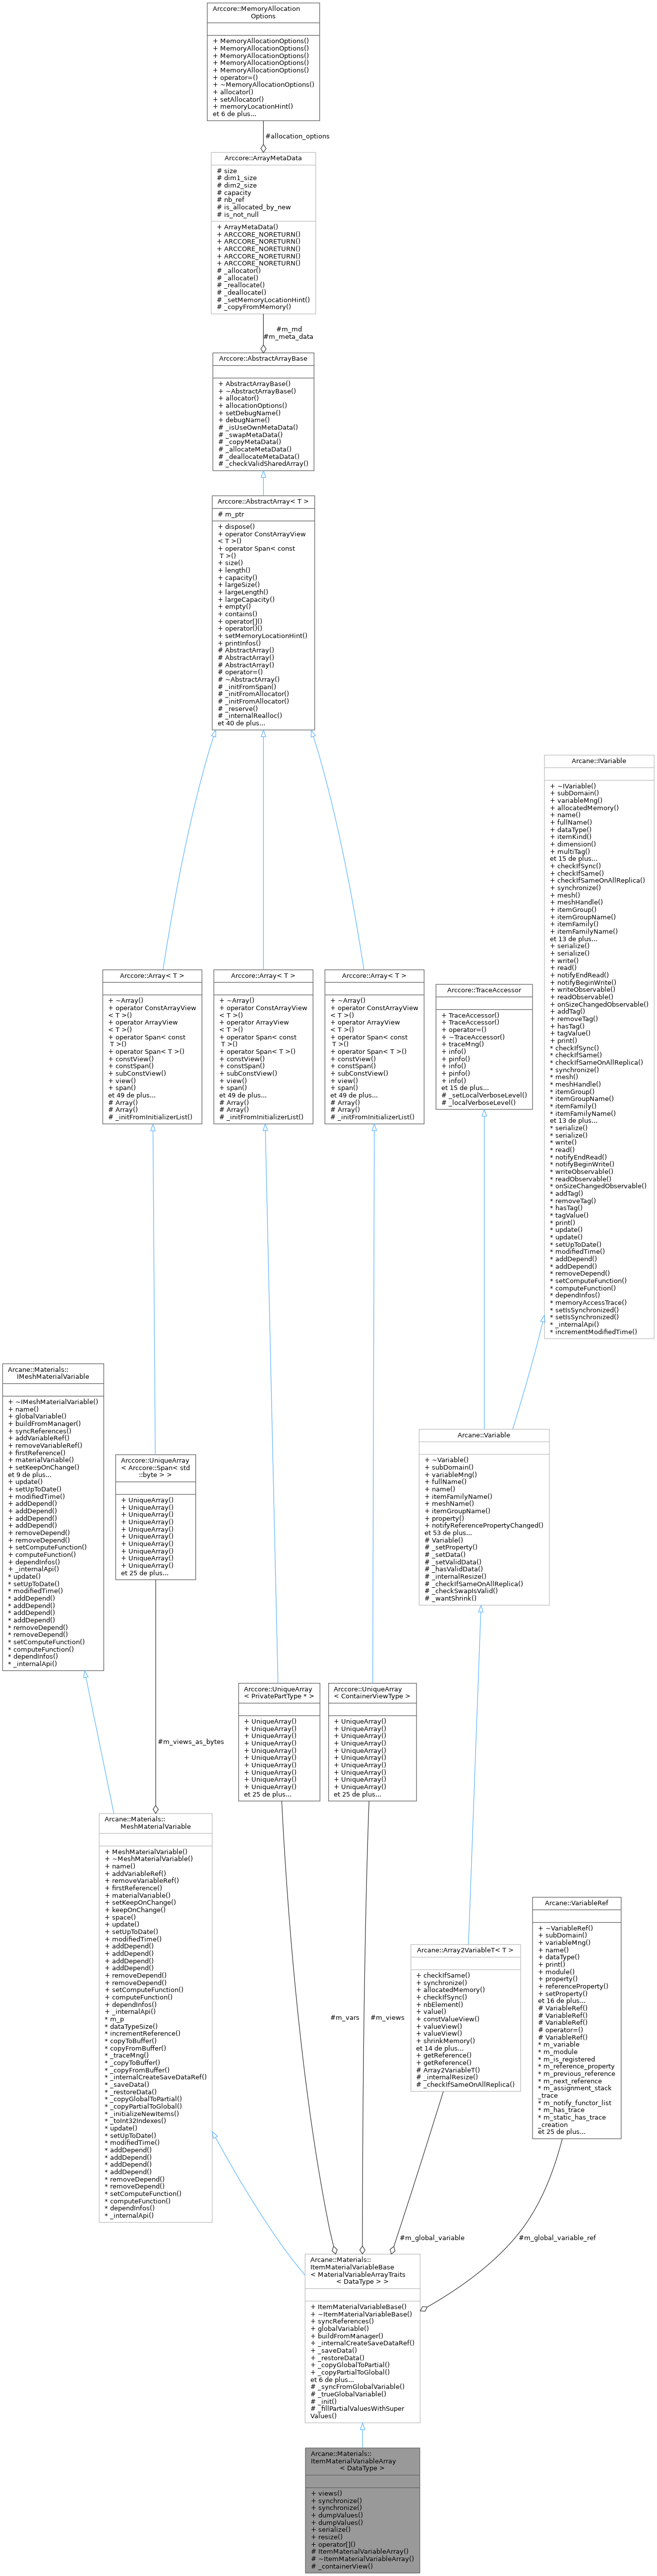 Arccore::MemoryAllocation
Options
+ MemoryAllocationOptions()
+ MemoryAllocationOptions()
+ MemoryAllocationOptions()
+ MemoryAllocationOptions()
+ MemoryAllocationOptions()
+ operator=()
+ ~MemoryAllocationOptions()
+ allocator()
+ setAllocator()
+ memoryLocationHint()
et 6 de plus...
#allocation_options
Arccore::ArrayMetaData
# size
# dim1_size
# dim2_size
# capacity
# nb_ref
# is_allocated_by_new
# is_not_null
+ ArrayMetaData()
+ ARCCORE_NORETURN()
+ ARCCORE_NORETURN()
+ ARCCORE_NORETURN()
+ ARCCORE_NORETURN()
+ ARCCORE_NORETURN()
# _allocator()
# _allocate()
# _reallocate()
# _deallocate()
# _setMemoryLocationHint()
# _copyFromMemory()
#m_md
#m_meta_data
Arccore::AbstractArrayBase
+ AbstractArrayBase()
+ ~AbstractArrayBase()
+ allocator()
+ allocationOptions()
+ setDebugName()
+ debugName()
# _isUseOwnMetaData()
# _swapMetaData()
# _copyMetaData()
# _allocateMetaData()
# _deallocateMetaData()
# _checkValidSharedArray()
Arccore::AbstractArray< T >
# m_ptr
+ dispose()
+ operator ConstArrayView
< T >()
+ operator Span< const
T >()
+ size()
+ length()
+ capacity()
+ largeSize()
+ largeLength()
+ largeCapacity()
+ empty()
+ contains()
+ operator[]()
+ operator()()
+ setMemoryLocationHint()
+ printInfos()
# AbstractArray()
# AbstractArray()
# AbstractArray()
# operator=()
# ~AbstractArray()
# _initFromSpan()
# _initFromAllocator()
# _initFromAllocator()
# _reserve()
# _internalRealloc()
et 40 de plus...
Arccore::Array< T >
+ ~Array()
+ operator ConstArrayView
< T >()
+ operator ArrayView
< T >()
+ operator Span< const
T >()
+ operator Span< T >()
+ constView()
+ constSpan()
+ subConstView()
+ view()
+ span()
et 49 de plus...
# Array()
# Array()
# _initFromInitializerList()
Arccore::Array< T >
+ ~Array()
+ operator ConstArrayView
< T >()
+ operator ArrayView
< T >()
+ operator Span< const
T >()
+ operator Span< T >()
+ constView()
+ constSpan()
+ subConstView()
+ view()
+ span()
et 49 de plus...
# Array()
# Array()
# _initFromInitializerList()
Arccore::Array< T >
+ ~Array()
+ operator ConstArrayView
< T >()
+ operator ArrayView
< T >()
+ operator Span< const
T >()
+ operator Span< T >()
+ constView()
+ constSpan()
+ subConstView()
+ view()
+ span()
et 49 de plus...
# Array()
# Array()
# _initFromInitializerList()
Arccore::TraceAccessor
+ TraceAccessor()
+ TraceAccessor()
+ operator=()
+ ~TraceAccessor()
+ traceMng()
+ info()
+ pinfo()
+ info()
+ pinfo()
+ info()
et 15 de plus...
# _setLocalVerboseLevel()
# _localVerboseLevel()
Arcane::IVariable
+ ~IVariable()
+ subDomain()
+ variableMng()
+ allocatedMemory()
+ name()
+ fullName()
+ dataType()
+ itemKind()
+ dimension()
+ multiTag()
et 15 de plus...
+ checkIfSync()
+ checkIfSame()
+ checkIfSameOnAllReplica()
+ synchronize()
+ mesh()
+ meshHandle()
+ itemGroup()
+ itemGroupName()
+ itemFamily()
+ itemFamilyName()
et 13 de plus...
+ serialize()
+ serialize()
+ write()
+ read()
+ notifyEndRead()
+ notifyBeginWrite()
+ writeObservable()
+ readObservable()
+ onSizeChangedObservable()
+ addTag()
+ removeTag()
+ hasTag()
+ tagValue()
+ print()
* checkIfSync()
* checkIfSame()
* checkIfSameOnAllReplica()
* synchronize()
* mesh()
* meshHandle()
* itemGroup()
* itemGroupName()
* itemFamily()
* itemFamilyName()
et 13 de plus...
* serialize()
* serialize()
* write()
* read()
* notifyEndRead()
* notifyBeginWrite()
* writeObservable()
* readObservable()
* onSizeChangedObservable()
* addTag()
* removeTag()
* hasTag()
* tagValue()
* print()
* update()
* update()
* setUpToDate()
* modifiedTime()
* addDepend()
* addDepend()
* removeDepend()
* setComputeFunction()
* computeFunction()
* dependInfos()
* memoryAccessTrace()
* setIsSynchronized()
* setIsSynchronized()
* _internalApi()
* incrementModifiedTime()
Arcane::Materials::
IMeshMaterialVariable
+ ~IMeshMaterialVariable()
+ name()
+ globalVariable()
+ buildFromManager()
+ syncReferences()
+ addVariableRef()
+ removeVariableRef()
+ firstReference()
+ materialVariable()
+ setKeepOnChange()
et 9 de plus...
+ update()
+ setUpToDate()
+ modifiedTime()
+ addDepend()
+ addDepend()
+ addDepend()
+ addDepend()
+ removeDepend()
+ removeDepend()
+ setComputeFunction()
+ computeFunction()
+ dependInfos()
+ _internalApi()
* update()
* setUpToDate()
* modifiedTime()
* addDepend()
* addDepend()
* addDepend()
* addDepend()
* removeDepend()
* removeDepend()
* setComputeFunction()
* computeFunction()
* dependInfos()
* _internalApi()
Arccore::UniqueArray
< Arccore::Span< std
::byte > >
+ UniqueArray()
+ UniqueArray()
+ UniqueArray()
+ UniqueArray()
+ UniqueArray()
+ UniqueArray()
+ UniqueArray()
+ UniqueArray()
+ UniqueArray()
+ UniqueArray()
et 25 de plus...
Arcane::Variable
+ ~Variable()
+ subDomain()
+ variableMng()
+ fullName()
+ name()
+ itemFamilyName()
+ meshName()
+ itemGroupName()
+ property()
+ notifyReferencePropertyChanged()
et 53 de plus...
# Variable()
# _setProperty()
# _setData()
# _setValidData()
# _hasValidData()
# _internalResize()
# _checkIfSameOnAllReplica()
# _checkSwapIsValid()
# _wantShrink()
#m_views_as_bytes
Arccore::UniqueArray
< PrivatePartType * >
+ UniqueArray()
+ UniqueArray()
+ UniqueArray()
+ UniqueArray()
+ UniqueArray()
+ UniqueArray()
+ UniqueArray()
+ UniqueArray()
+ UniqueArray()
+ UniqueArray()
et 25 de plus...
Arccore::UniqueArray
< ContainerViewType >
+ UniqueArray()
+ UniqueArray()
+ UniqueArray()
+ UniqueArray()
+ UniqueArray()
+ UniqueArray()
+ UniqueArray()
+ UniqueArray()
+ UniqueArray()
+ UniqueArray()
et 25 de plus...
Arcane::Materials::
MeshMaterialVariable
+ MeshMaterialVariable()
+ ~MeshMaterialVariable()
+ name()
+ addVariableRef()
+ removeVariableRef()
+ firstReference()
+ materialVariable()
+ setKeepOnChange()
+ keepOnChange()
+ space()
+ update()
+ setUpToDate()
+ modifiedTime()
+ addDepend()
+ addDepend()
+ addDepend()
+ addDepend()
+ removeDepend()
+ removeDepend()
+ setComputeFunction()
+ computeFunction()
+ dependInfos()
+ _internalApi()
* m_p
* dataTypeSize()
* incrementReference()
* copyToBuffer()
* copyFromBuffer()
* _traceMng()
* _copyToBuffer()
* _copyFromBuffer()
* _internalCreateSaveDataRef()
* _saveData()
* _restoreData()
* _copyGlobalToPartial()
* _copyPartialToGlobal()
* _initializeNewItems()
* _toInt32Indexes()
* update()
* setUpToDate()
* modifiedTime()
* addDepend()
* addDepend()
* addDepend()
* addDepend()
* removeDepend()
* removeDepend()
* setComputeFunction()
* computeFunction()
* dependInfos()
* _internalApi()
#m_vars
#m_views
Arcane::Array2VariableT< T >
+ checkIfSame()
+ synchronize()
+ allocatedMemory()
+ checkIfSync()
+ nbElement()
+ value()
+ constValueView()
+ valueView()
+ valueView()
+ shrinkMemory()
et 14 de plus...
+ getReference()
+ getReference()
# Array2VariableT()
# _internalResize()
# _checkIfSameOnAllReplica()
Arcane::VariableRef
+ ~VariableRef()
+ subDomain()
+ variableMng()
+ name()
+ dataType()
+ print()
+ module()
+ property()
+ referenceProperty()
+ setProperty()
et 16 de plus...
# VariableRef()
# VariableRef()
# VariableRef()
# operator=()
# VariableRef()
* m_variable
* m_module
* m_is_registered
* m_reference_property
* m_previous_reference
* m_next_reference
* m_assignment_stack
_trace
* m_notify_functor_list
* m_has_trace
* m_static_has_trace
_creation
et 25 de plus...
#m_global_variable
#m_global_variable_ref
Arcane::Materials::
ItemMaterialVariableBase
< MaterialVariableArrayTraits
< DataType > >
+ ItemMaterialVariableBase()
+ ~ItemMaterialVariableBase()
+ syncReferences()
+ globalVariable()
+ buildFromManager()
+ _internalCreateSaveDataRef()
+ _saveData()
+ _restoreData()
+ _copyGlobalToPartial()
+ _copyPartialToGlobal()
et 6 de plus...
# _syncFromGlobalVariable()
# _trueGlobalVariable()
# _init()
# _fillPartialValuesWithSuper
Values()
Arcane::Materials::
ItemMaterialVariableArray
< DataType >
+ views()
+ synchronize()
+ synchronize()
+ dumpValues()
+ dumpValues()
+ serialize()
+ resize()
+ operator[]()
# ItemMaterialVariableArray()
# ~ItemMaterialVariableArray()
# _containerView()